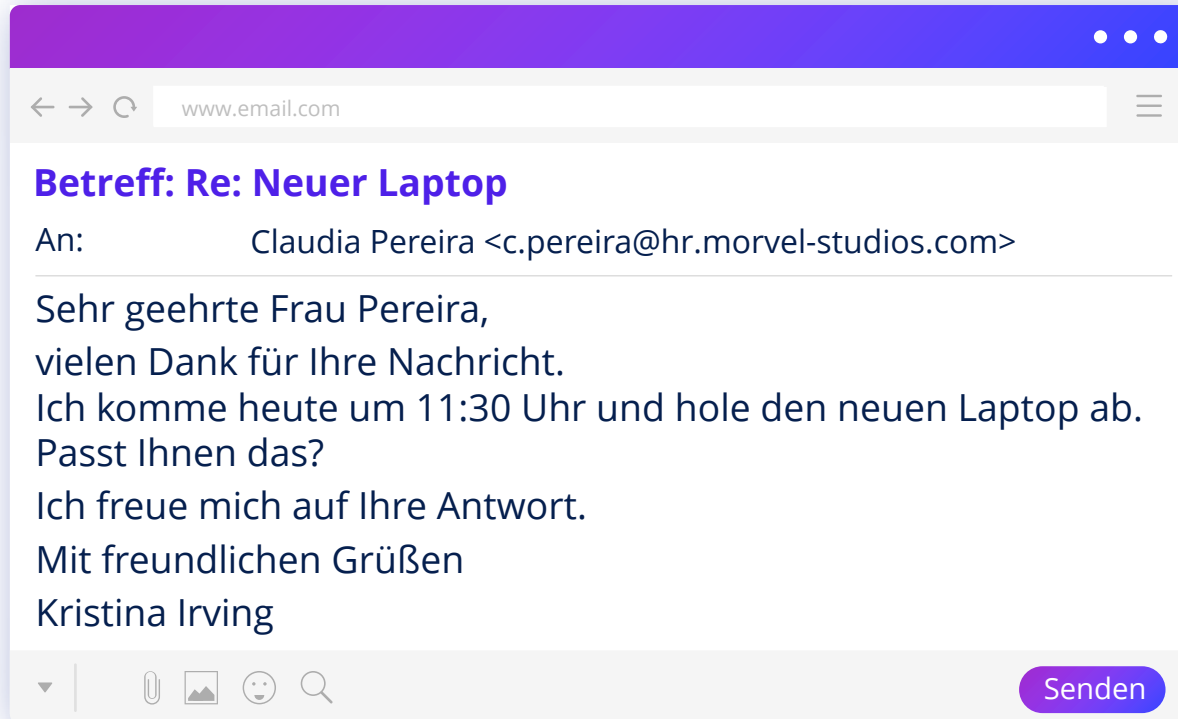 www.email.com
Betreff: Re: Neuer Laptop
An: Claudia Pereira <c.pereira@hr.morvel-studios.com>
Sehr geehrte Frau Pereira,
vielen Dank für Ihre Nachricht.
Ich komme heute um 11:30 Uhr und hole den neuen Laptop ab.
Passt Ihnen das?
Ich freue mich auf Ihre Antwort.
Mit freundlichen Grüßen
Kristina Irving
Senden